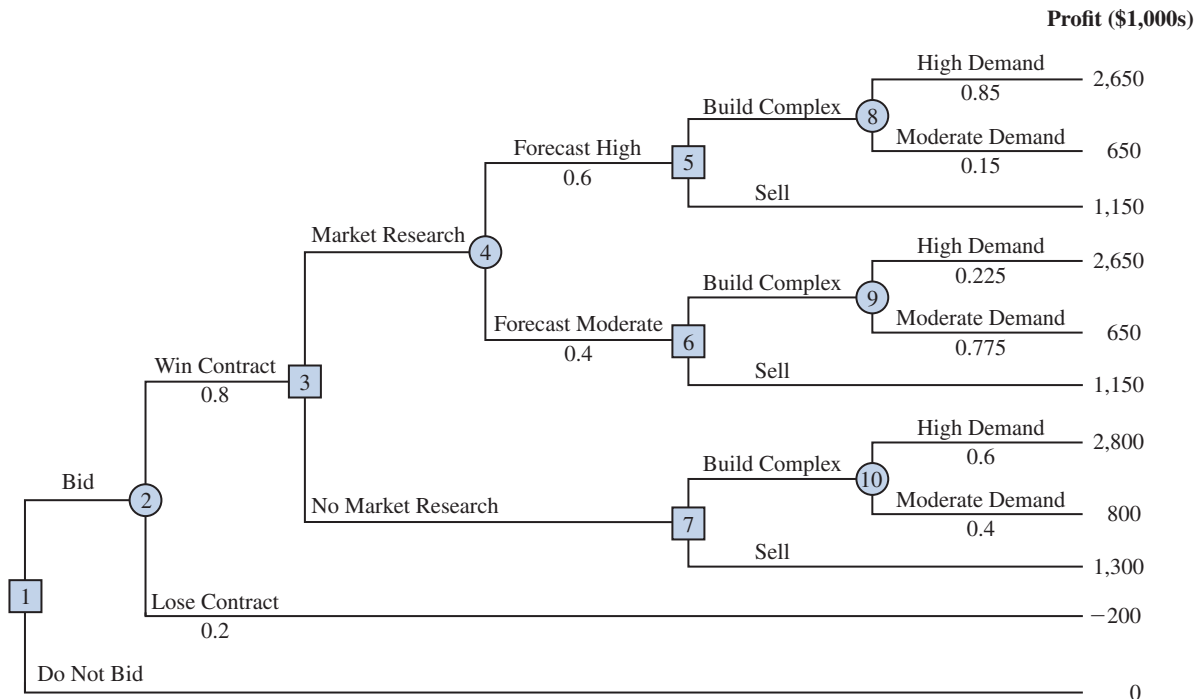 Profit ($1,000s)
High Demand
2,650
0.85
Build Complex
8
Moderate Demand
650
0.15
Forecast High
0.6
5
Sell
1,150
Market Research
4
High Demand
2,650
0.225
Build Complex
9
Moderate Demand
650
0.775
Forecast Moderate
0.4
6
Sell
1,150
Win Contract
0.8
3
High Demand
2,800
0.6
Build Complex
10
Moderate Demand
800
0.4
Bid
2
No Market Research
7
Sell
1,300
1
Lose Contract
0.2
−200
Do Not Bid
0